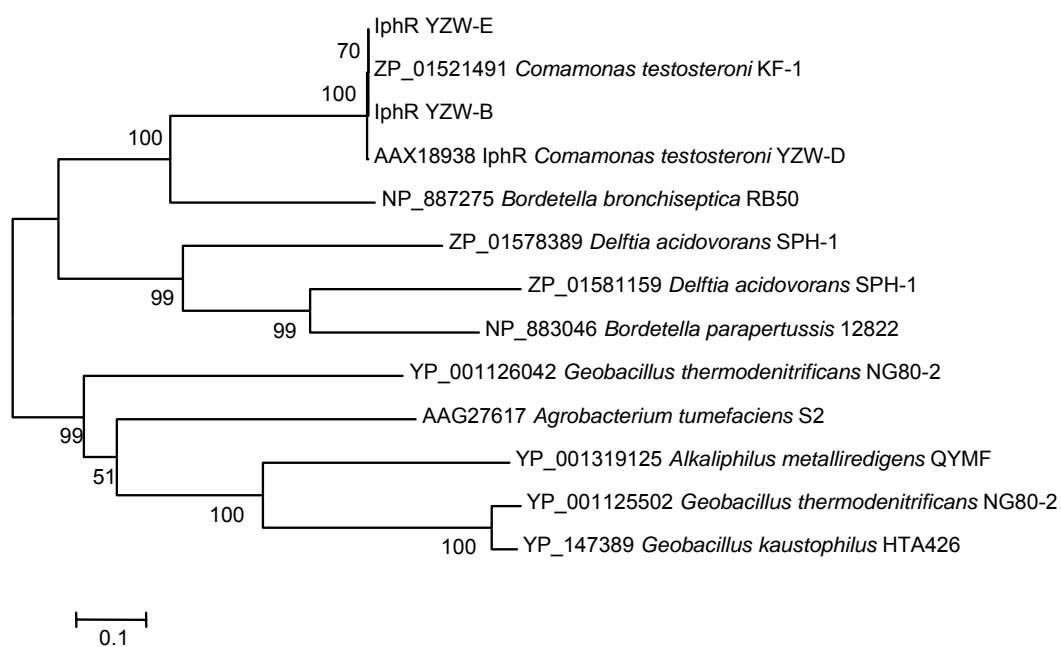 IphR YZW-E
70
ZP_01521491 Comamonas testosteroni KF-1
100
IphR YZW-B
100
AAX18938 IphR Comamonas testosteroni YZW-D
NP_887275 Bordetella bronchiseptica RB50
ZP_01578389 Delftia acidovorans SPH-1
99
ZP_01581159 Delftia acidovorans SPH-1
99
NP_883046 Bordetella parapertussis 12822
YP_001126042 Geobacillus thermodenitrificans NG80-2
AAG27617 Agrobacterium tumefaciens S2
99
YP_001319125 Alkaliphilus metalliredigens QYMF
51
YP_001125502 Geobacillus thermodenitrificans NG80-2
100
YP_147389 Geobacillus kaustophilus HTA426
100
0.1